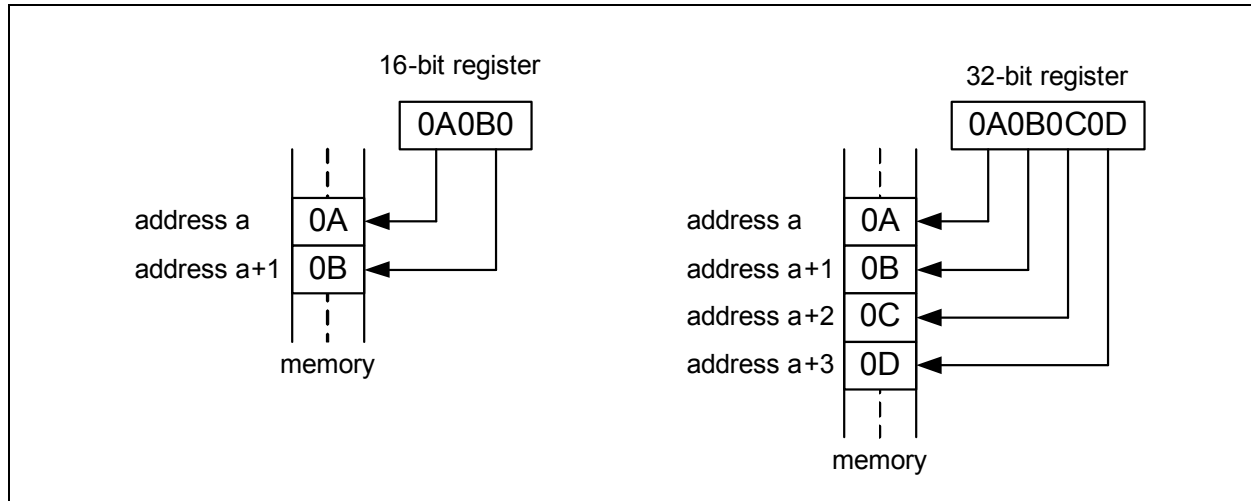 16-bit register
0A0B0
address a
0A
address a+1
0B
memory
32-bit register
0A0B0C0D
address a
0A
address a+1
0B
address a+2
0C
address a+3
0D
memory